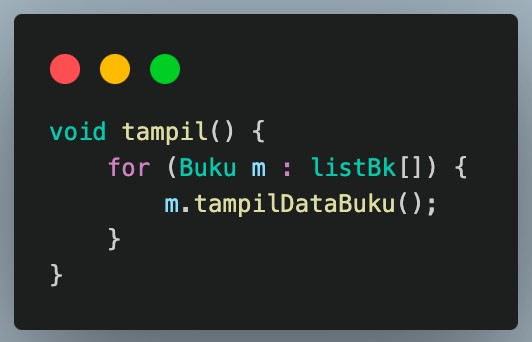 void tampil() {
    for (Buku m : listBk[]) {
        m.tampilDataBuku();
    }
}